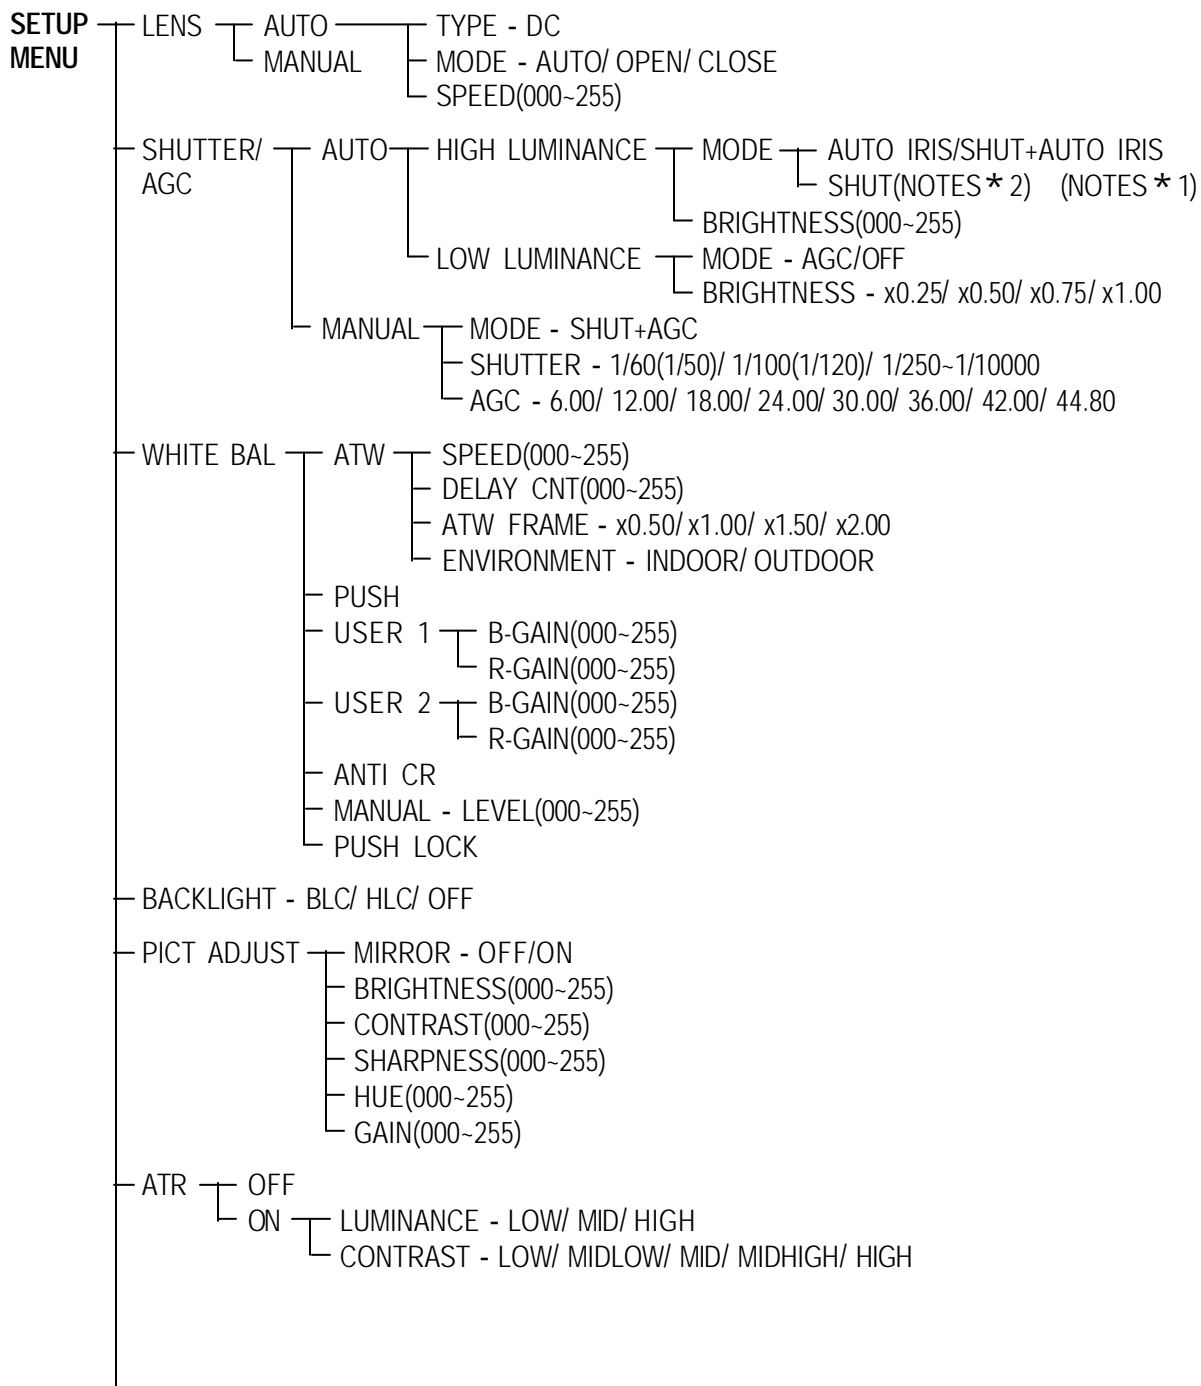 SETUP MENU
LENS
AUTO
TYPE - DC
MANUAL
MODE - AUTO/ OPEN/ CLOSE
SPEED(000~255)
SHUTTER/ AGC
AUTO
HIGH LUMINANCE
MODE
AUTO IRIS/SHUT+AUTO IRIS
SHUT(NOTES * 2) (NOTES * 1)
BRIGHTNESS(000~255)
LOW LUMINANCE
MODE - AGC/OFF
BRIGHTNESS - x0.25/ x0.50/ x0.75/ x1.00
MANUAL
MODE - SHUT+AGC
SHUTTER - 1/60(1/50)/ 1/100(1/120)/ 1/250~1/10000
AGC - 6.00/ 12.00/ 18.00/ 24.00/ 30.00/ 36.00/ 42.00/ 44.80
WHITE BAL
ATW
SPEED(000~255)
DELAY CNT(000~255)
ATW FRAME - x0.50/ x1.00/ x1.50/ x2.00
ENVIRONMENT - INDOOR/ OUTDOOR
PUSH
USER 1
B-GAIN(000~255)
R-GAIN(000~255)
USER 2
B-GAIN(000~255)
R-GAIN(000~255)
ANTI CR
MANUAL - LEVEL(000~255)
PUSH LOCK
BACKLIGHT - BLC/ HLC/ OFF
PICT ADJUST
MIRROR - OFF/ON
BRIGHTNESS(000~255)
CONTRAST(000~255)
SHARPNESS(000~255)
HUE(000~255)
GAIN(000~255)
ATR
OFF
ON
LUMINANCE - LOW/ MID/ HIGH
CONTRAST - LOW/ MIDLOW/ MID/ MIDHIGH/ HIGH